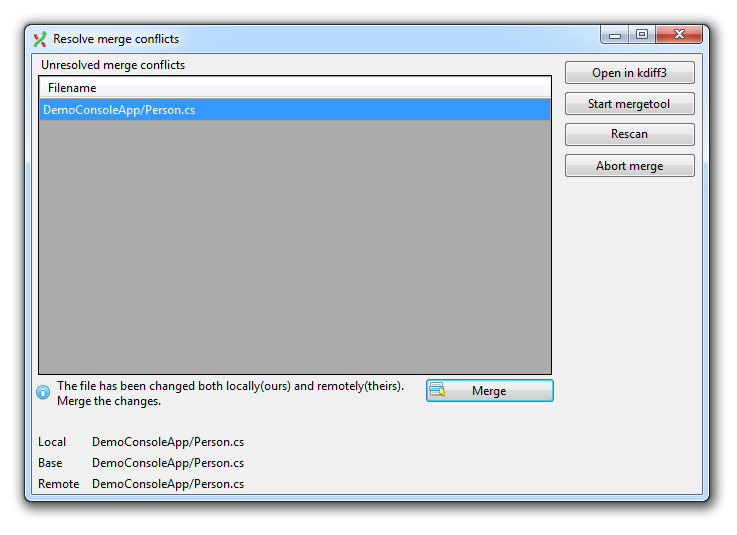 Resolve merge conflicts
Unresolved merge conflicts
Filename
DemoConsoleApp/Person.cs
Open in kdiff3
Start mergetool
Rescan
Abort merge
The file has been changed both locally(ours) and remotely(theirs).
Merge the changes.
Merge
Local DemoConsoleApp/Person.cs
Base DemoConsoleApp/Person.cs
Remote DemoConsoleApp/Person.cs